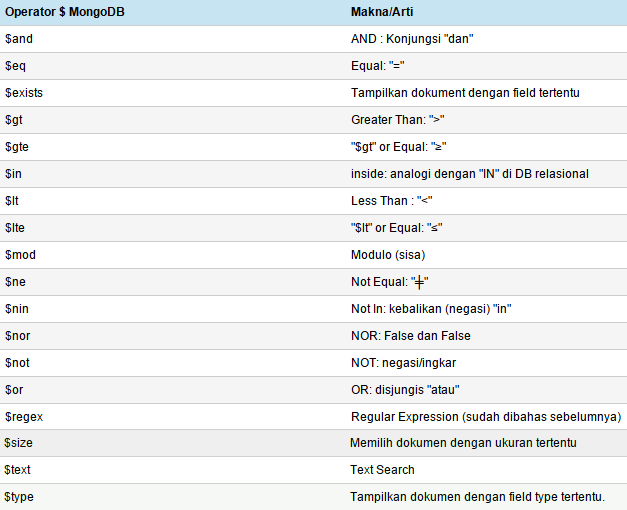 Operator $ MongoDB Makna/Arti
$and AND : Konjungsi "dan"
$eq Equal: "="
$exists Tampilkan dokument dengan field tertentu
$gt Greater Than: ">"
$gte "$gt" or Equal: "≥"
$in inside: analogi dengan "IN" di DB relasional
$lt Less Than : "<"
$lte "$lt" or Equal: "≤"
$mod Modulo (sisa)
$ne Not Equal: "╪"
$nin Not In: kebalikan (negasi) "in"
$nor NOR: False dan False
$not NOT: negasi/ingkar
$or OR: disjungis "atau"
$regex Regular Expression (sudah dibahas sebelumnya)
$size Memilih dokumen dengan ukuran tertentu
$text Text Search
$type Tampilkan dokumen dengan field type tertentu.